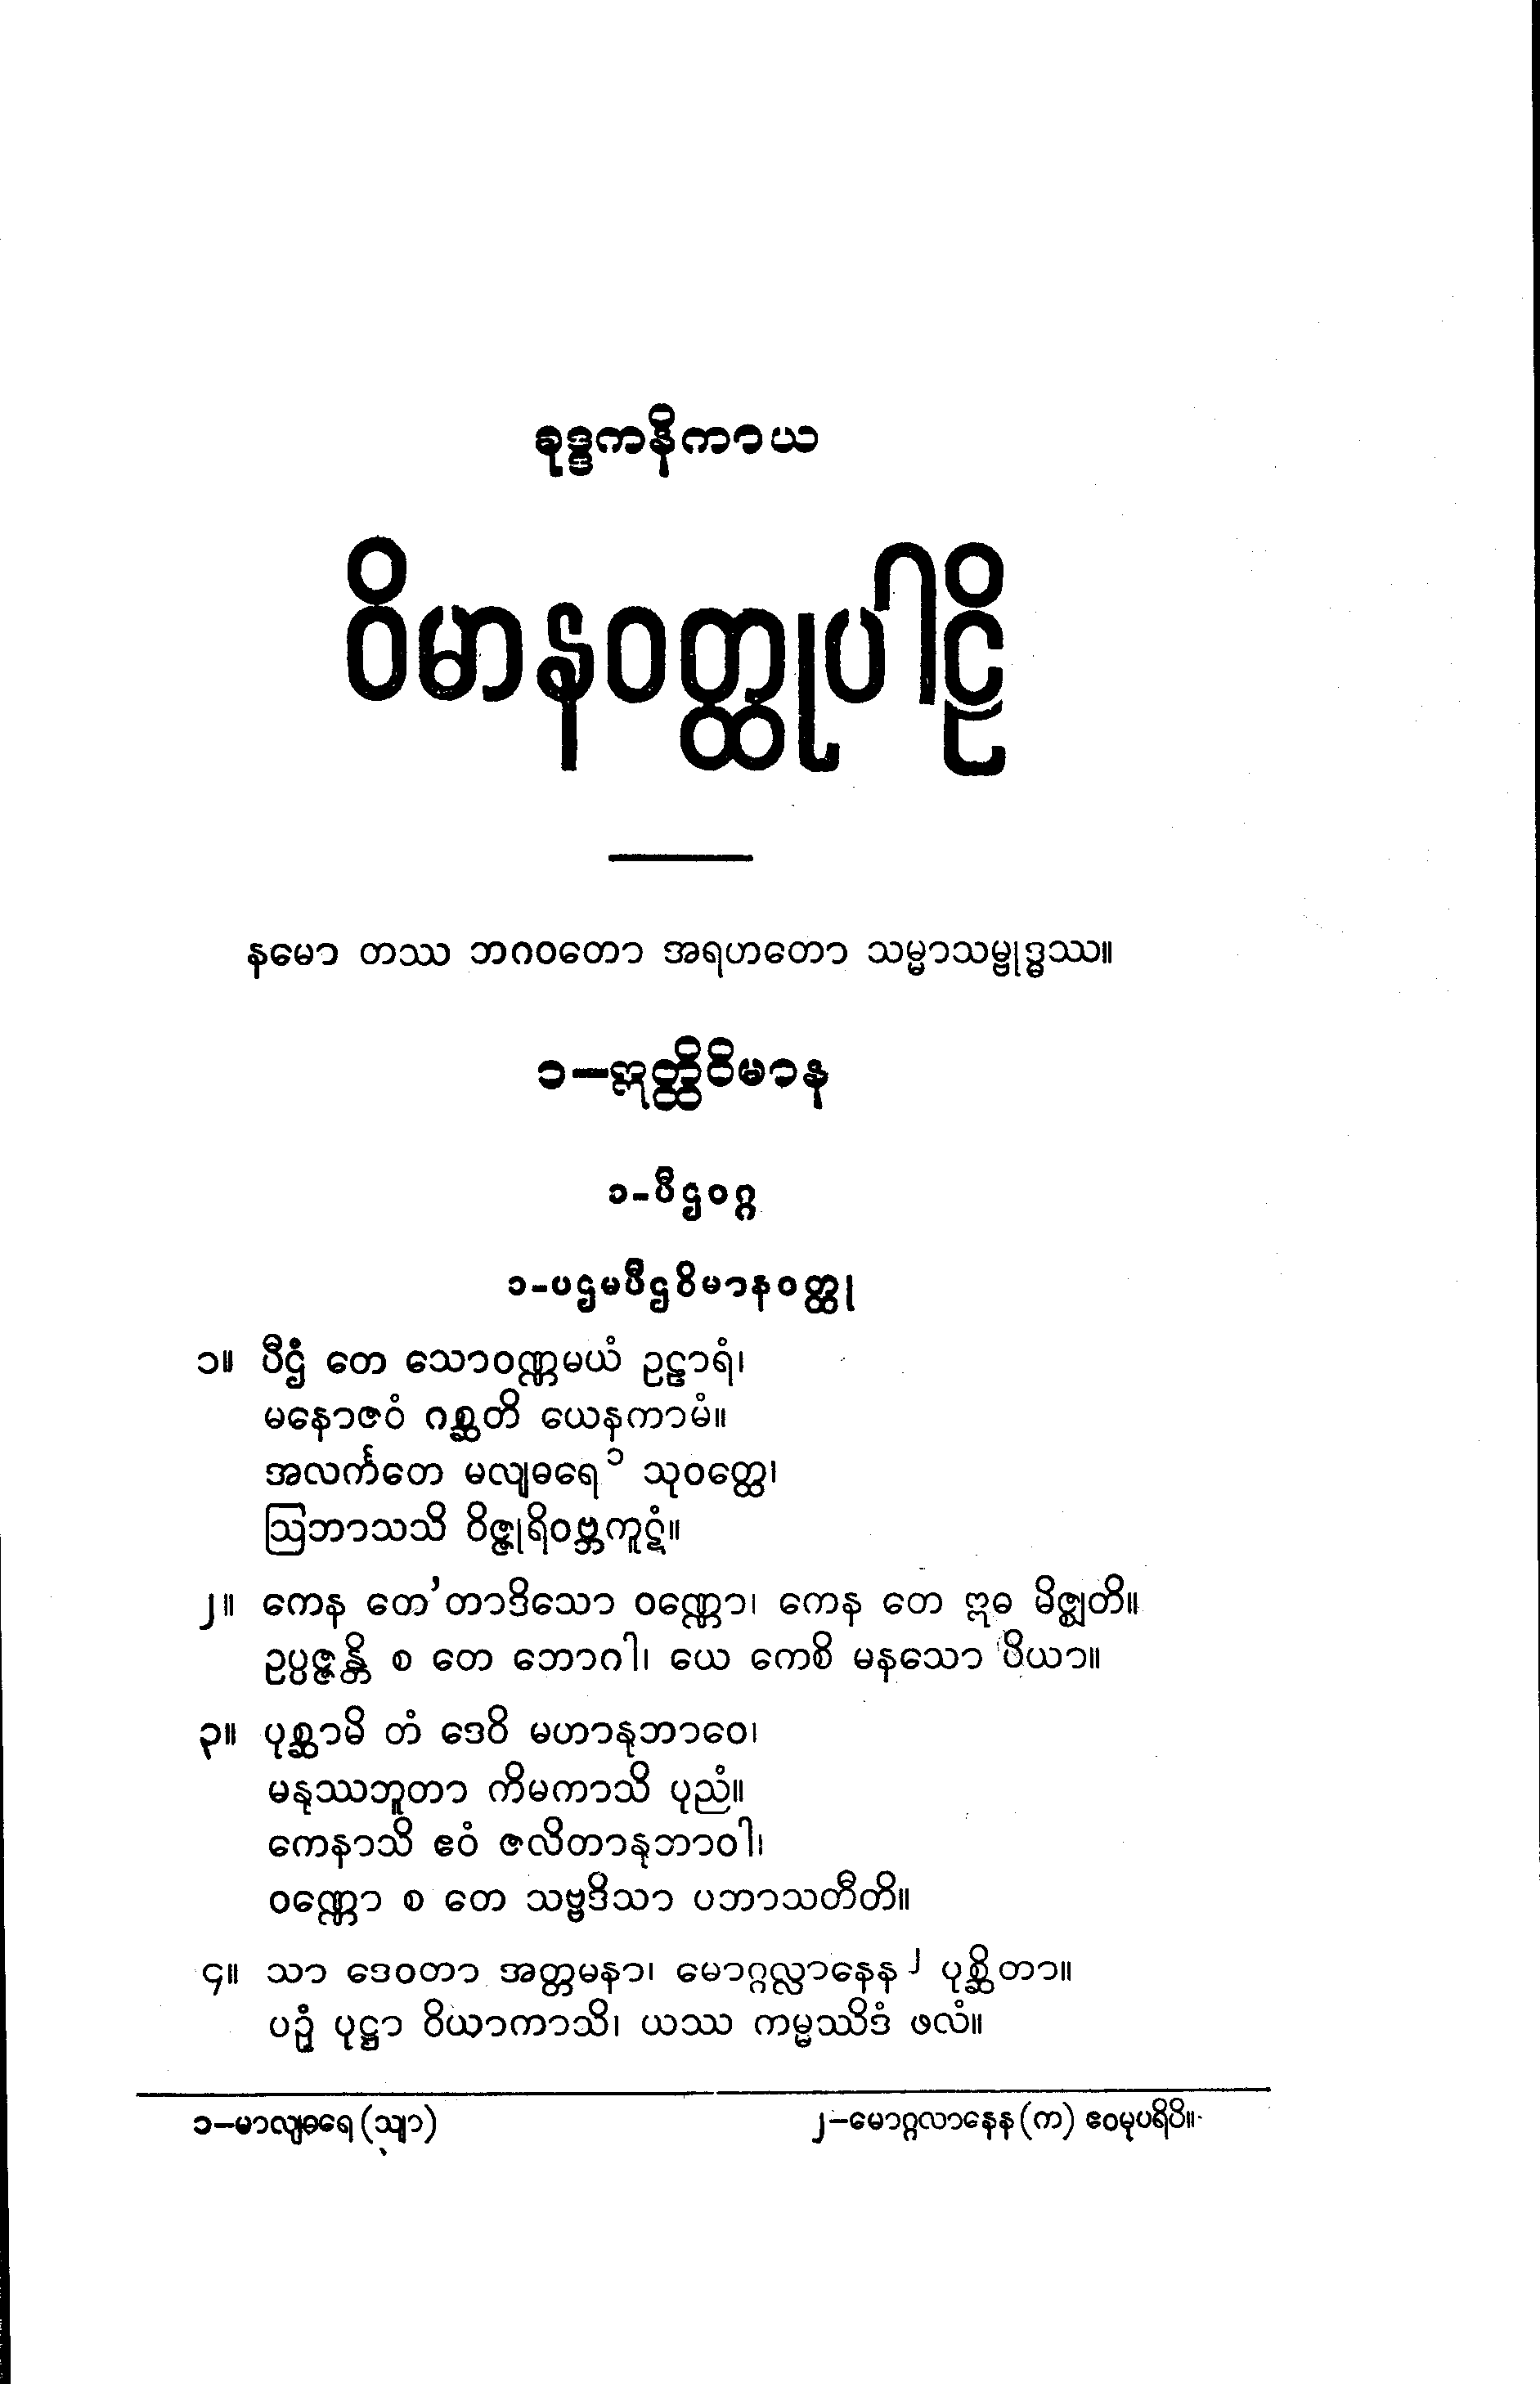 ခုဒ္ဒကနိကာယ
ဝိမာနဝတ္ထုပါဠိ
နမော တဿ ဘဂဝတော အရဟတော သမ္မာသမ္ဗုဒ္ဓဿ။
၁–ဣတ္ထိဝိမာန
၁-ပီဌဝဂ္ဂ
၁-ပဌမပီဌဝိမာနဝတ္ထု
၁။ ပီဌံ တေ သောဝဏ္ဏမယံ ဥဠာရံ၊
မနောဇဝံ ဂစ္ဆတိ ယေနကာမံ။
အလင်္ကတေ မလျဓရေ ၁ သုဝတ္ထေ၊
ဩဘာသသိ ဝိဇ္ဇုရိဝဗ္ဘကူဋံ။
၂။ ကေန တေ’တာဒိသော ဝဏ္ဏော၊ ကေန တေ ဣဓ မိဇ္ဈတိ။
ဥပ္ပဇ္ဇန္တိ စ တေ ဘောဂါ၊ ယေ ကေစိ မနသော ပိယာ။
၃။ ပုစ္ဆာမိ တံ ဒေဝိ မဟာနုဘာဝေ၊
မနုဿဘူတာ ကိမကာသိ ပုညံ။
ကေနာသိ ဧဝံ ဇလိတာနုဘာဝါ၊
ဝဏ္ဏော စ တေ သဗ္ဗဒိသာ ပဘာသတီတိ။
၄။ သာ ဒေဝတာ အတ္တမနာ၊ မောဂ္ဂလ္လာနေန ၂ ပုစ္ဆိတာ။
ပဉှံ ပုဋ္ဌာ ဝိယာကာသိ၊ ယဿ ကမ္မဿိဒံ ဖလံ။
၁–မာလျဓရေ (သျာ)
၂–မောဂ္ဂလာနေန (က) ဧဝမုပရိပိ။